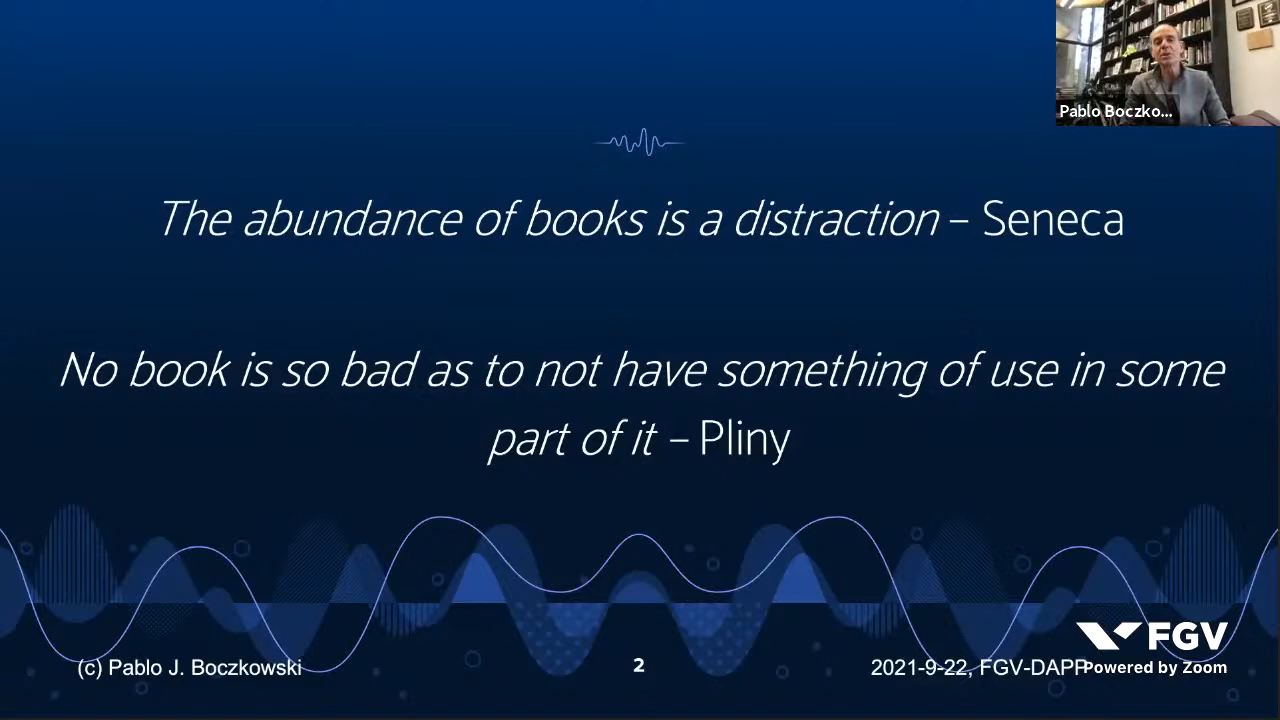 Pablo Boczko...
The abundance of books is a distraction – Seneca
No book is so bad as to not have something of use in some
part of it – Pliny
FGV
(c) Pablo J. Boczkowski
2
2021-9-22, FGV-DAPP
Powered by Zoom